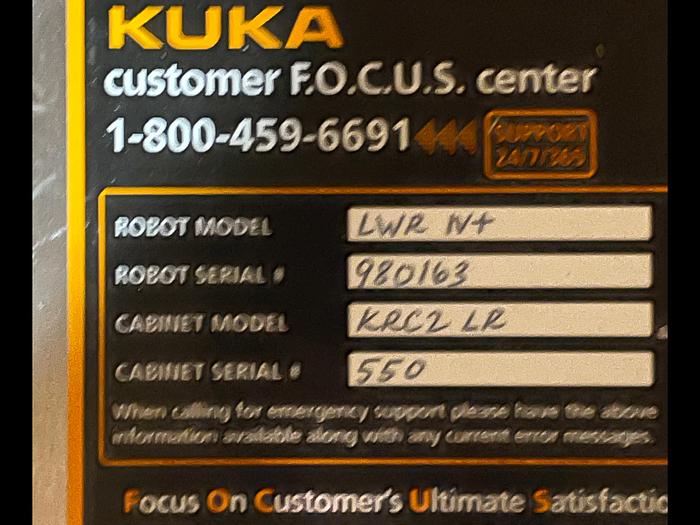 KUKA
customer F.O.C.U.S. center
1-800-459-6691 SUPPORT
24/7/365
ROBOT MODEL LWR IV+
ROBOT SERIAL # 980163
CABINET MODEL KRC2 LR
CABINET SERIAL # 550
When calling for emergency support please have the above
information available along with any current error messages.
Focus On Customer's Ultimate Satisfactio